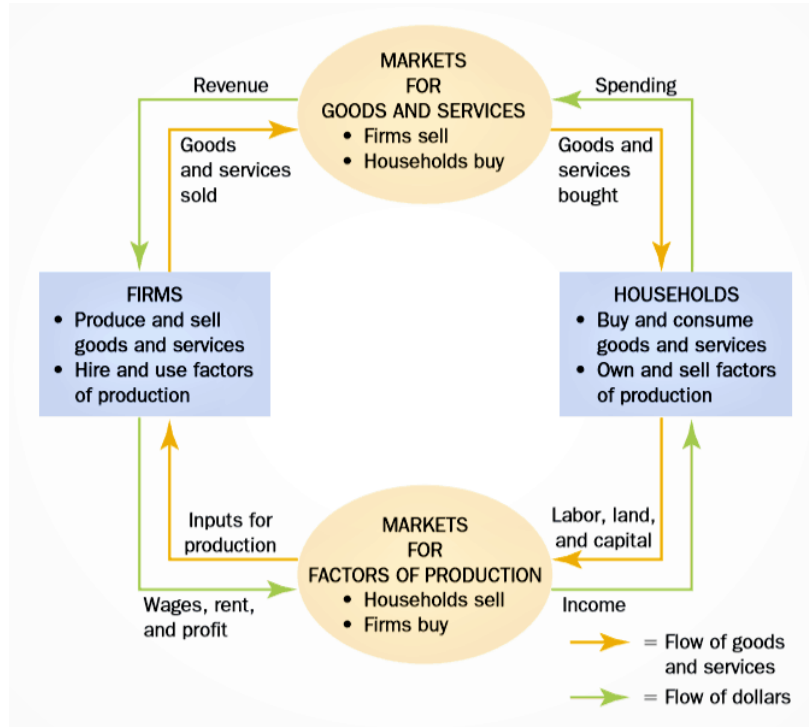 MARKETS
FOR
GOODS AND SERVICES
• Firms sell
• Households buy
Revenue
Spending
Goods
and services
sold
Goods and
services
bought
FIRMS
• Produce and sell
goods and services
• Hire and use factors
of production
HOUSEHOLDS
• Buy and consume
goods and services
• Own and sell factors
of production
Inputs for
production
Labor, land,
and capital
MARKETS
FOR
FACTORS OF PRODUCTION
• Households sell
• Firms buy
Wages, rent,
and profit
Income
= Flow of goods
and services
= Flow of dollars